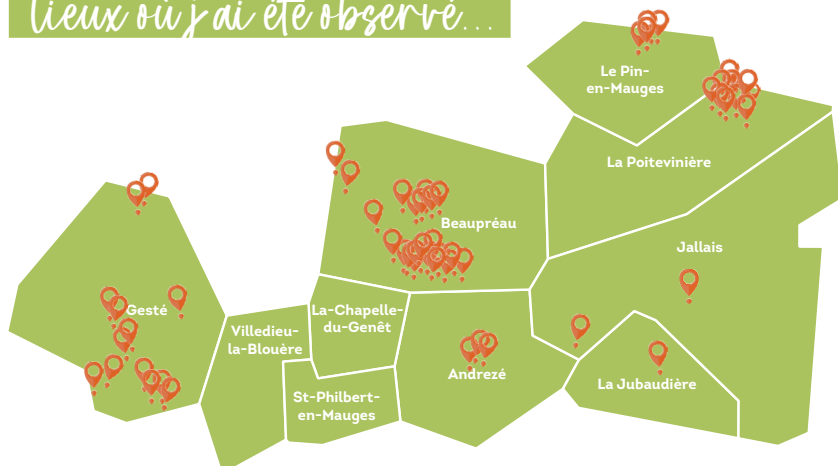 lieux où j'ai été observé...
Le Pin-
en-Mauges
La Poitevinière
Beaupréau
Jallais
Gesté
La-Chapelle-
du-Genêt
Villedieu-
la-Blouère
Andrezé
La Jubaudière
St-Philbert-
en-Mauges